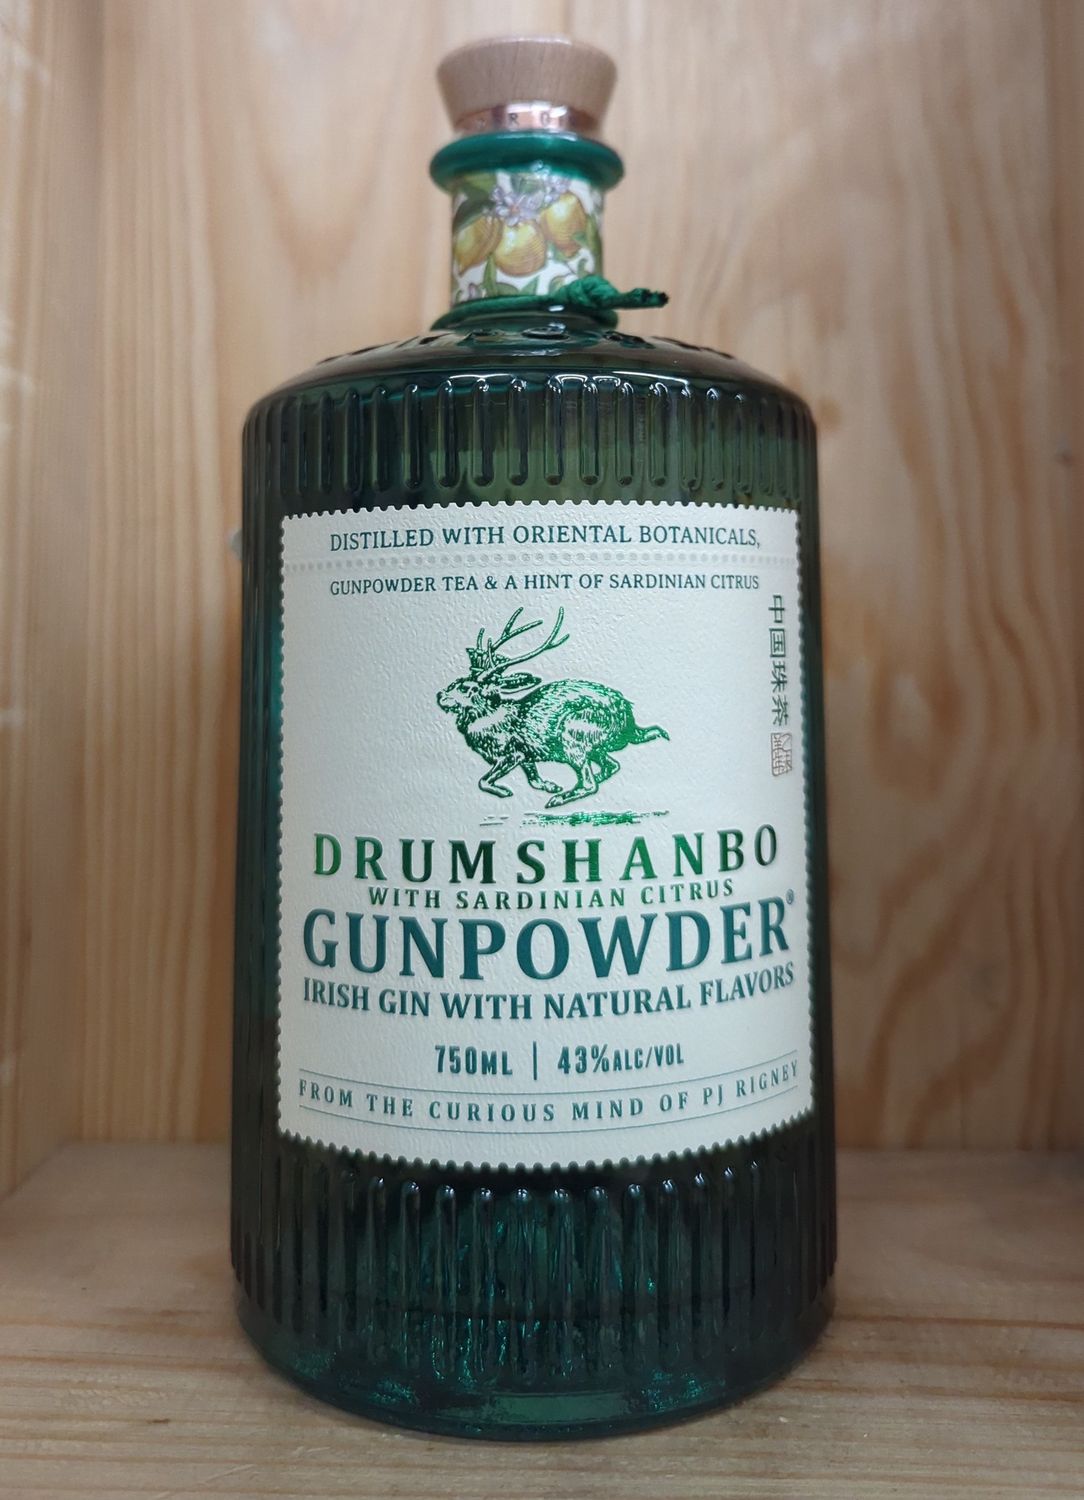 DISTILLED WITH ORIENTAL BOTANICALS,
GUNPOWDER TEA & A HINT OF SARDINIAN CITRUS
中国珠茶
DRUMSHANBO
WITH SARDINIAN CITRUS
GUNPOWDER®
IRISH GIN WITH NATURAL FLAVORS
750ML | 43%ALC/VOL
FROM THE CURIOUS MIND OF PJ RIGNEY